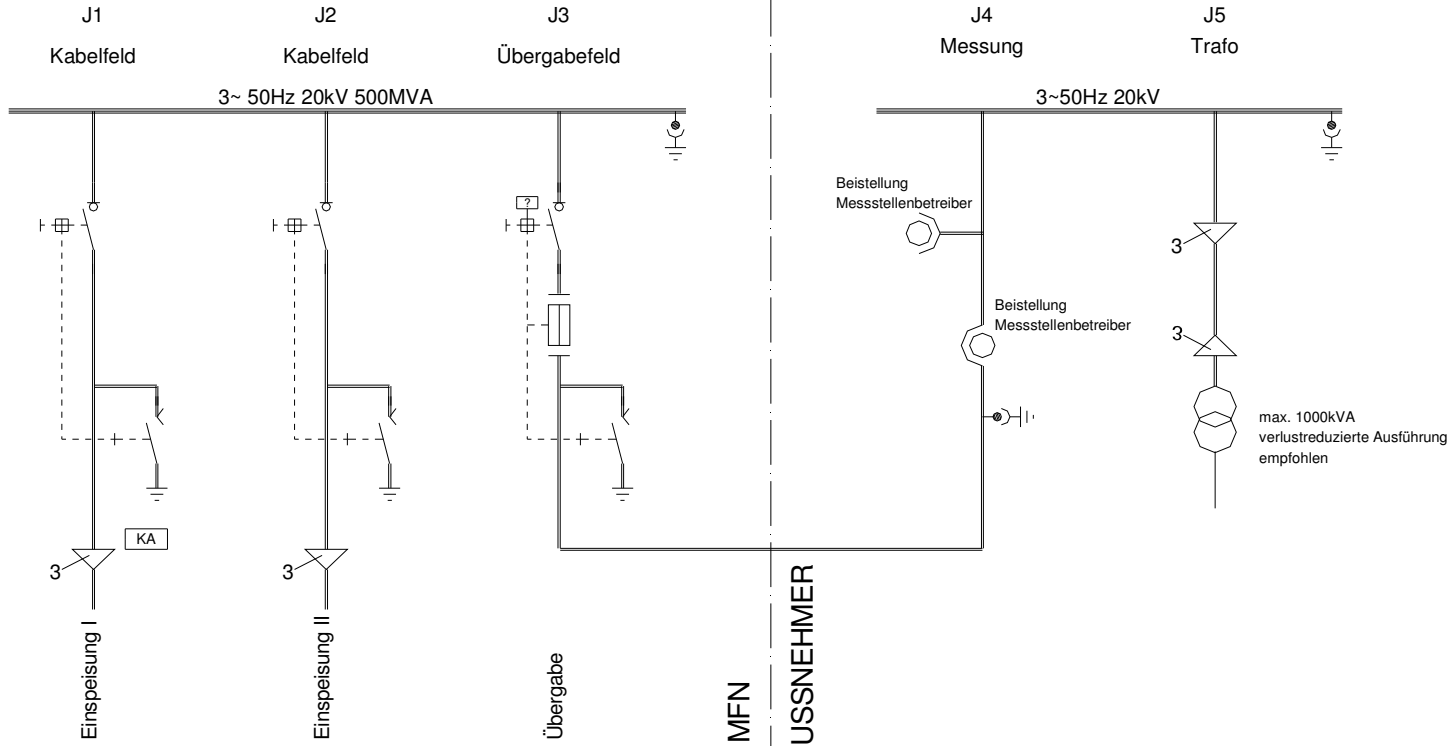 J1
J2
J3
J4
J5
Kabelfeld
Kabelfeld
Übergabefeld
Messung
Trafo
3~ 50Hz 20kV 500MVA
3~50Hz 20kV
Beistellung
Messstellenbetreiber
?
3
Beistellung
Messstellenbetreiber
3
max. 1000kVA
verlustreduzierte Ausführung
empfohlen
KA
3
3
Einspeisung I
Einspeisung II
Übergabe
MFN
USSNEHMER